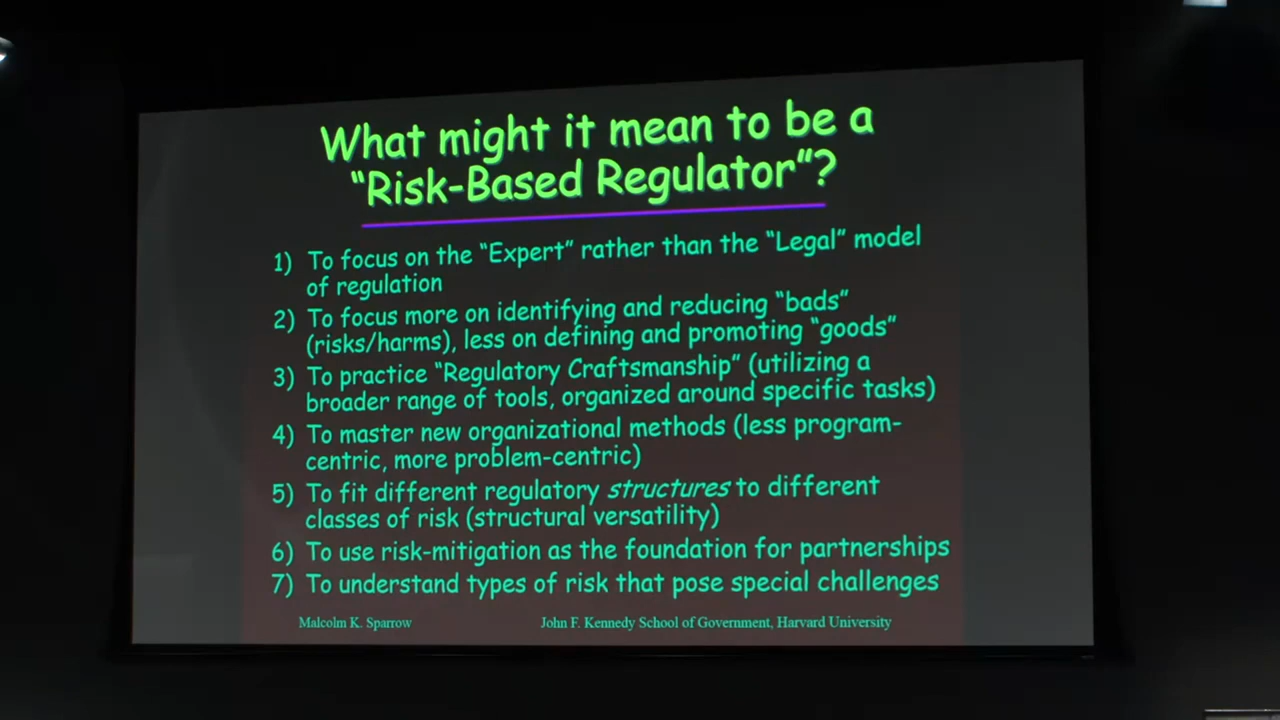 What might it mean to be a
“Risk-Based Regulator”?
1) To focus on the “Expert” rather than the “Legal” model
of regulation
2) To focus more on identifying and reducing “bads”
(risks/harms), less on defining and promoting “goods”
3) To practice “Regulatory Craftsmanship” (utilizing a
broader range of tools, organized around specific tasks)
4) To master new organizational methods (less program-
centric, more problem-centric)
5) To fit different regulatory structures to different
classes of risk (structural versatility)
6) To use risk-mitigation as the foundation for partnerships
7) To understand types of risk that pose special challenges
Malcolm K. Sparrow John F. Kennedy School of Government, Harvard University